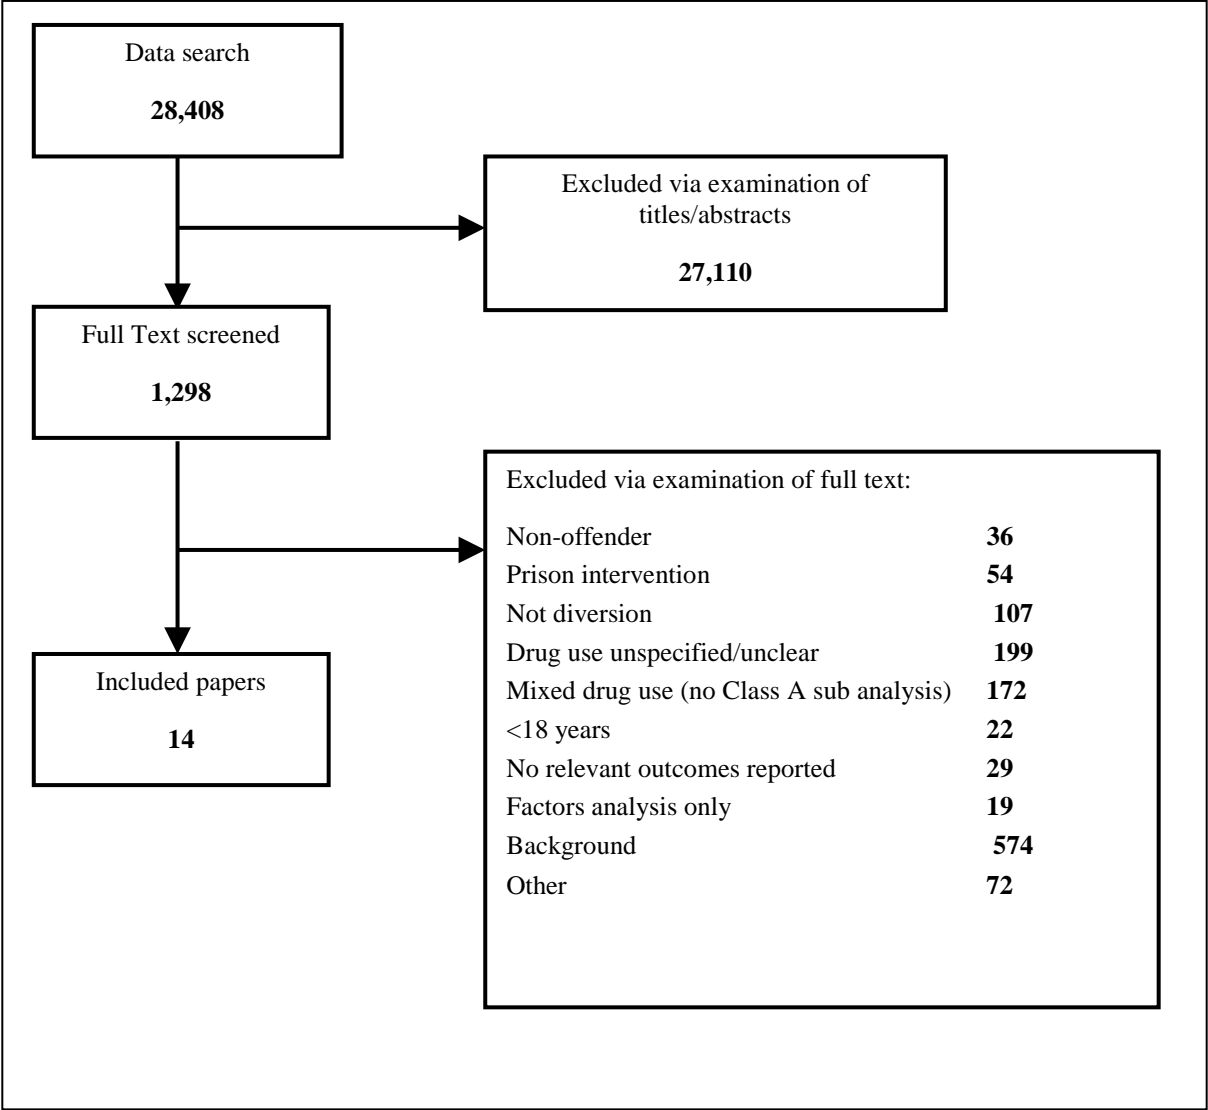 Data search
28,408
Excluded via examination of
titles/abstracts
27,110
Full Text screened
1,298
Excluded via examination of full text:
Non-offender 36
Prison intervention 54
Not diversion 107
Drug use unspecified/unclear 199
Mixed drug use (no Class A sub analysis) 172
<18 years 22
No relevant outcomes reported 29
Factors analysis only 19
Background 574
Other 72
Included papers
14